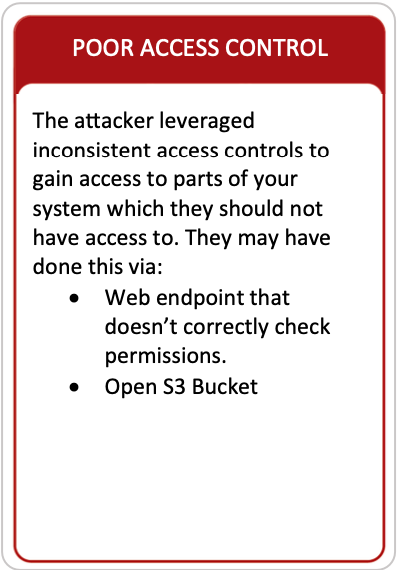 POOR ACCESS CONTROL
The attacker leveraged
inconsistent access controls to
gain access to parts of your
system which they should not
have access to. They may have
done this via:
• Web endpoint that
doesn’t correctly check
permissions.
• Open S3 Bucket